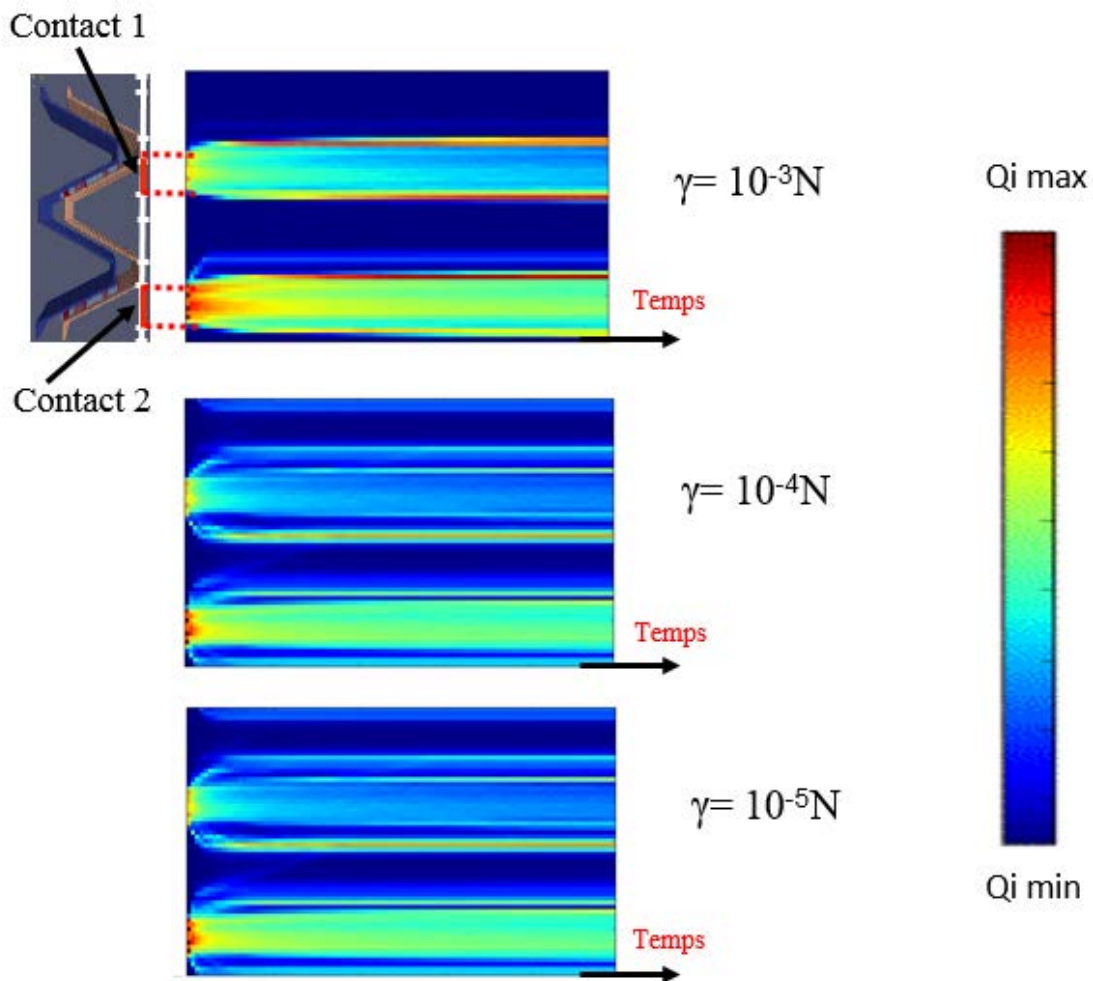 Contact 1
γ= 10⁻³N
Qi max
Temps
Contact 2
γ= 10⁻⁴N
Temps
γ= 10⁻⁵N
Qi min
Temps